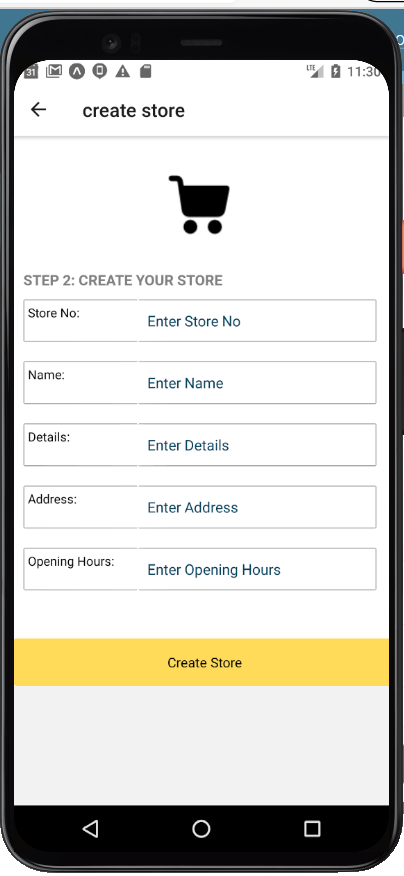 31
LTE
11:30
create store
STEP 2: CREATE YOUR STORE
Store No:
Enter Store No
Name:
Enter Name
Details:
Enter Details
Address:
Enter Address
Opening Hours:
Enter Opening Hours
Create Store